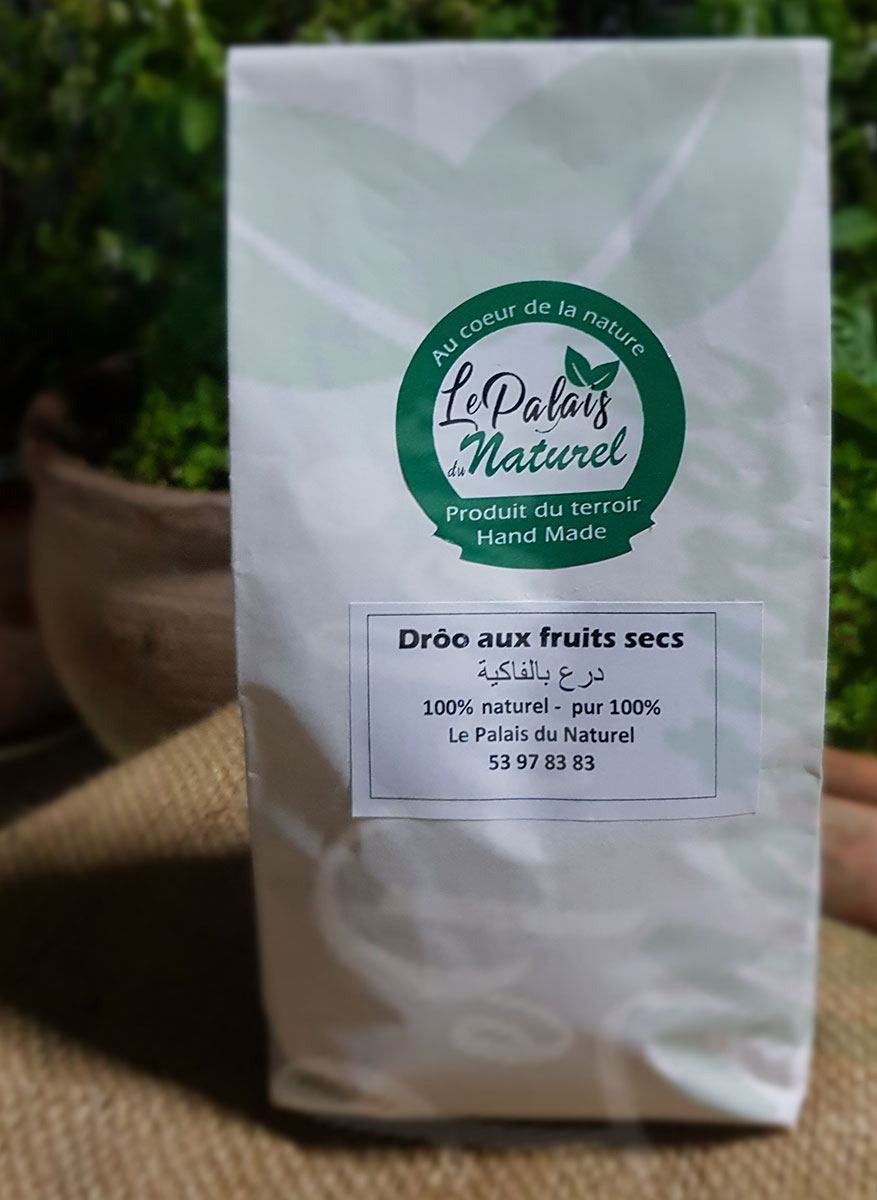 Au coeur de la nature
Le Palais
du Naturel
Produit du terroir
Hand Made
Drôo aux fruits secs
درع بالفاكية
100% naturel - pur 100%
Le Palais du Naturel
53 97 83 83